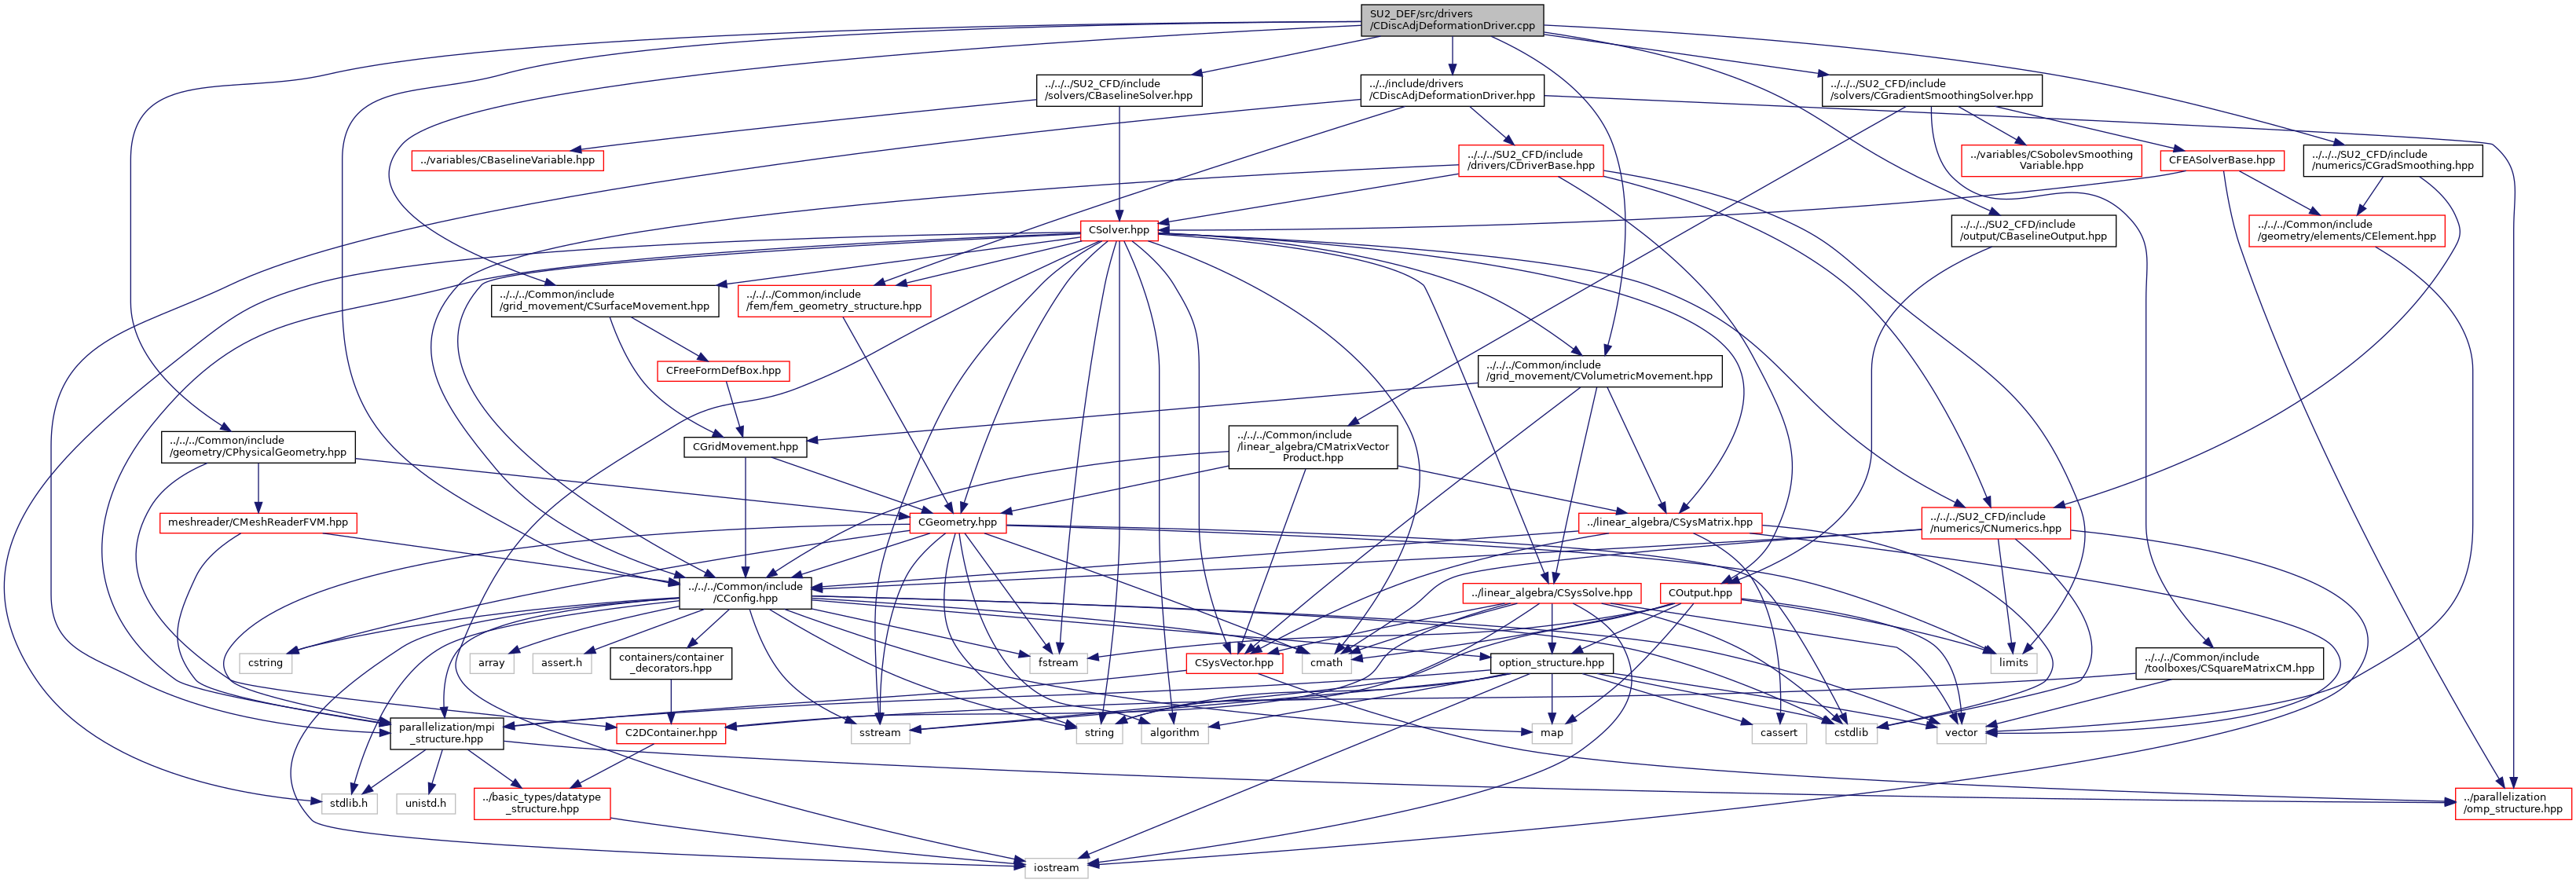 SU2_DEF/src/drivers
/CDiscAdjDeformationDriver.cpp
../../../SU2_CFD/include
/solvers/CBaselineSolver.hpp
../../include/drivers
/CDiscAdjDeformationDriver.hpp
../../../SU2_CFD/include
/solvers/CGradientSmoothingSolver.hpp
../variables/CBaselineVariable.hpp
../../../SU2_CFD/include
/drivers/CDriverBase.hpp
../variables/CSobolevSmoothing
Variable.hpp
CFEASolverBase.hpp
../../../SU2_CFD/include
/numerics/CGradSmoothing.hpp
CSolver.hpp
../../../SU2_CFD/include
/output/CBaselineOutput.hpp
../../../Common/include
/geometry/elements/CElement.hpp
../../../Common/include
/grid_movement/CSurfaceMovement.hpp
../../../Common/include
/fem/fem_geometry_structure.hpp
CFreeFormDefBox.hpp
../../../Common/include
/grid_movement/CVolumetricMovement.hpp
../../../Common/include
/geometry/CPhysicalGeometry.hpp
CGridMovement.hpp
../../../Common/include
/linear_algebra/CMatrixVector
Product.hpp
meshreader/CMeshReaderFVM.hpp
CGeometry.hpp
../linear_algebra/CSysMatrix.hpp
../../../SU2_CFD/include
/numerics/CNumerics.hpp
../../../Common/include
/CConfig.hpp
../linear_algebra/CSysSolve.hpp
COutput.hpp
cstring
array
assert.h
containers/container
_decorators.hpp
fstream
CSysVector.hpp
cmath
option_structure.hpp
limits
../../../Common/include
/toolboxes/CSquareMatrixCM.hpp
parallelization/mpi
_structure.hpp
C2DContainer.hpp
sstream
string
algorithm
map
cassert
cstdlib
vector
stdlib.h
unistd.h
../basic_types/datatype
_structure.hpp
../parallelization
/omp_structure.hpp
iostream